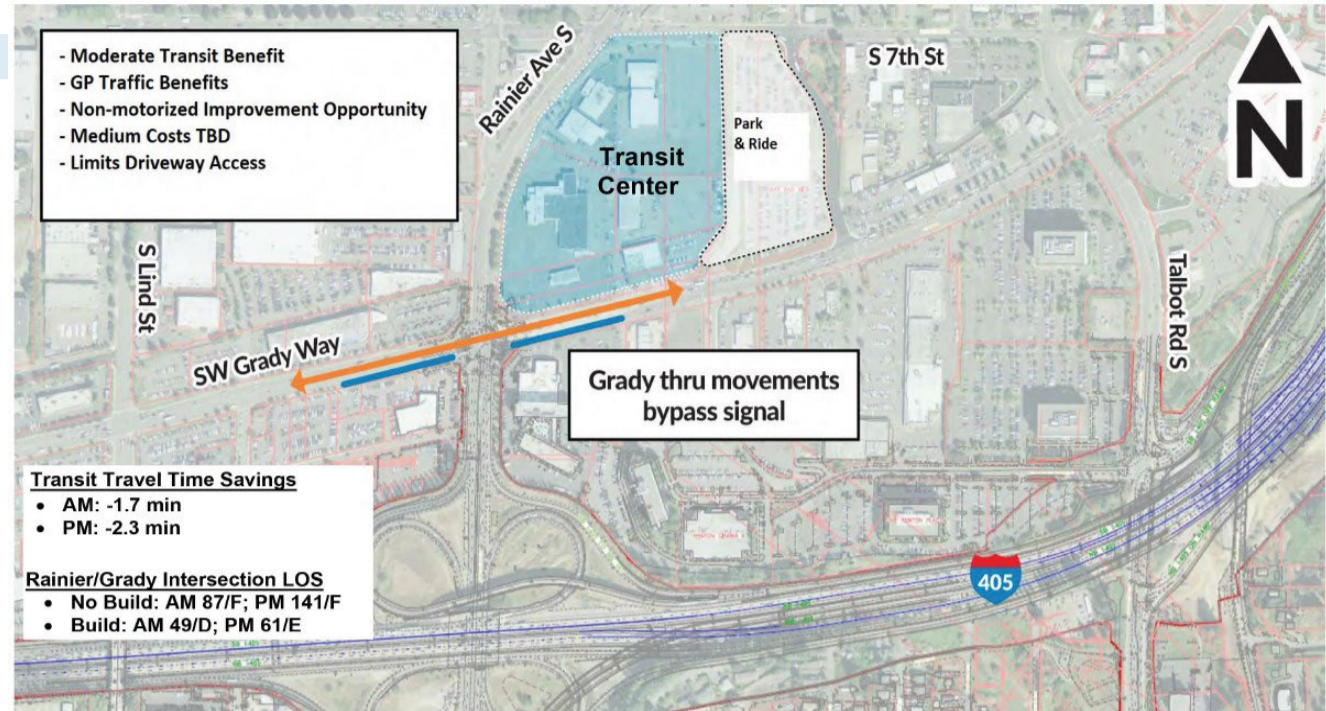 - Moderate Transit Benefit
- GP Traffic Benefits
- Non-motorized Improvement Opportunity
- Medium Costs TBD
- Limits Driveway Access
Rainier Ave S
S 7th St
N
Park
& Ride
Transit
Center
S Lind St
Talbot Rd S
SW Grady Way
Grady thru movements
bypass signal
Transit Travel Time Savings
• AM: -1.7 min
• PM: -2.3 min
Rainier/Grady Intersection LOS
• No Build: AM 87/F; PM 141/F
• Build: AM 49/D; PM 61/E
405